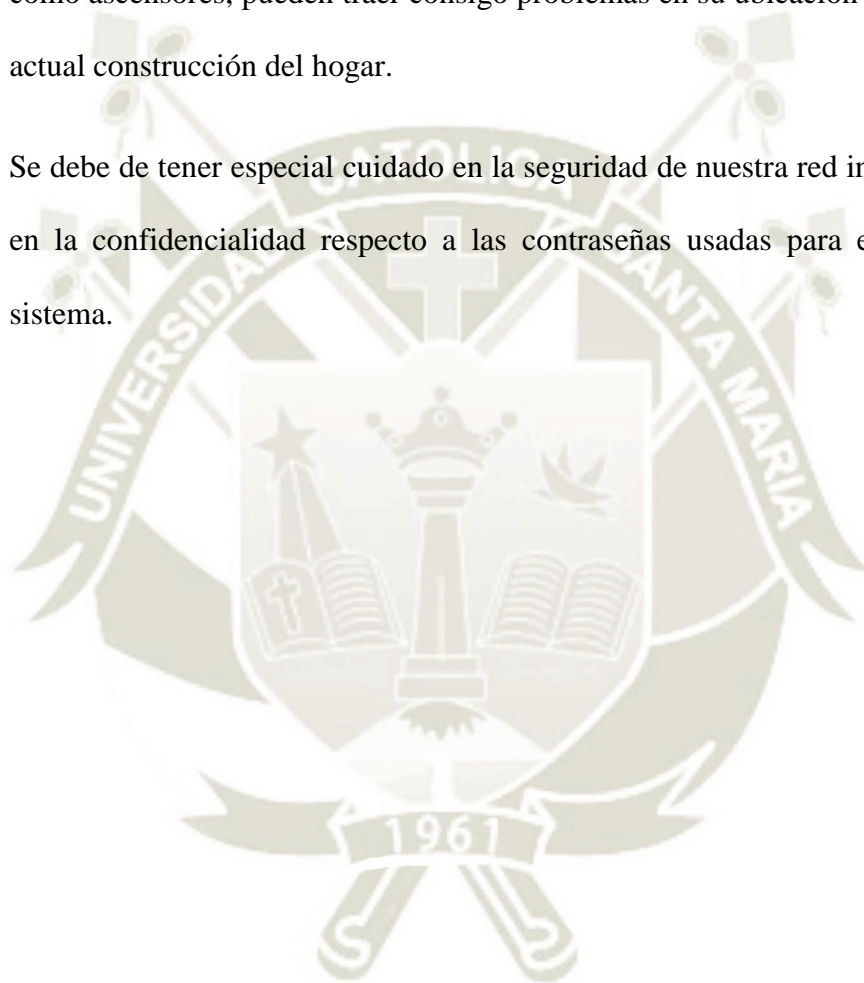 como ascensores, pueden traer consigo problemas en su ubicación
actual construcción del hogar.
Se debe de tener especial cuidado en la seguridad de nuestra red
en la confidencialidad respecto a las contraseñas usadas para
sistema.
UNIVERSIDAD CATOLICA SANTA MARIA
1961